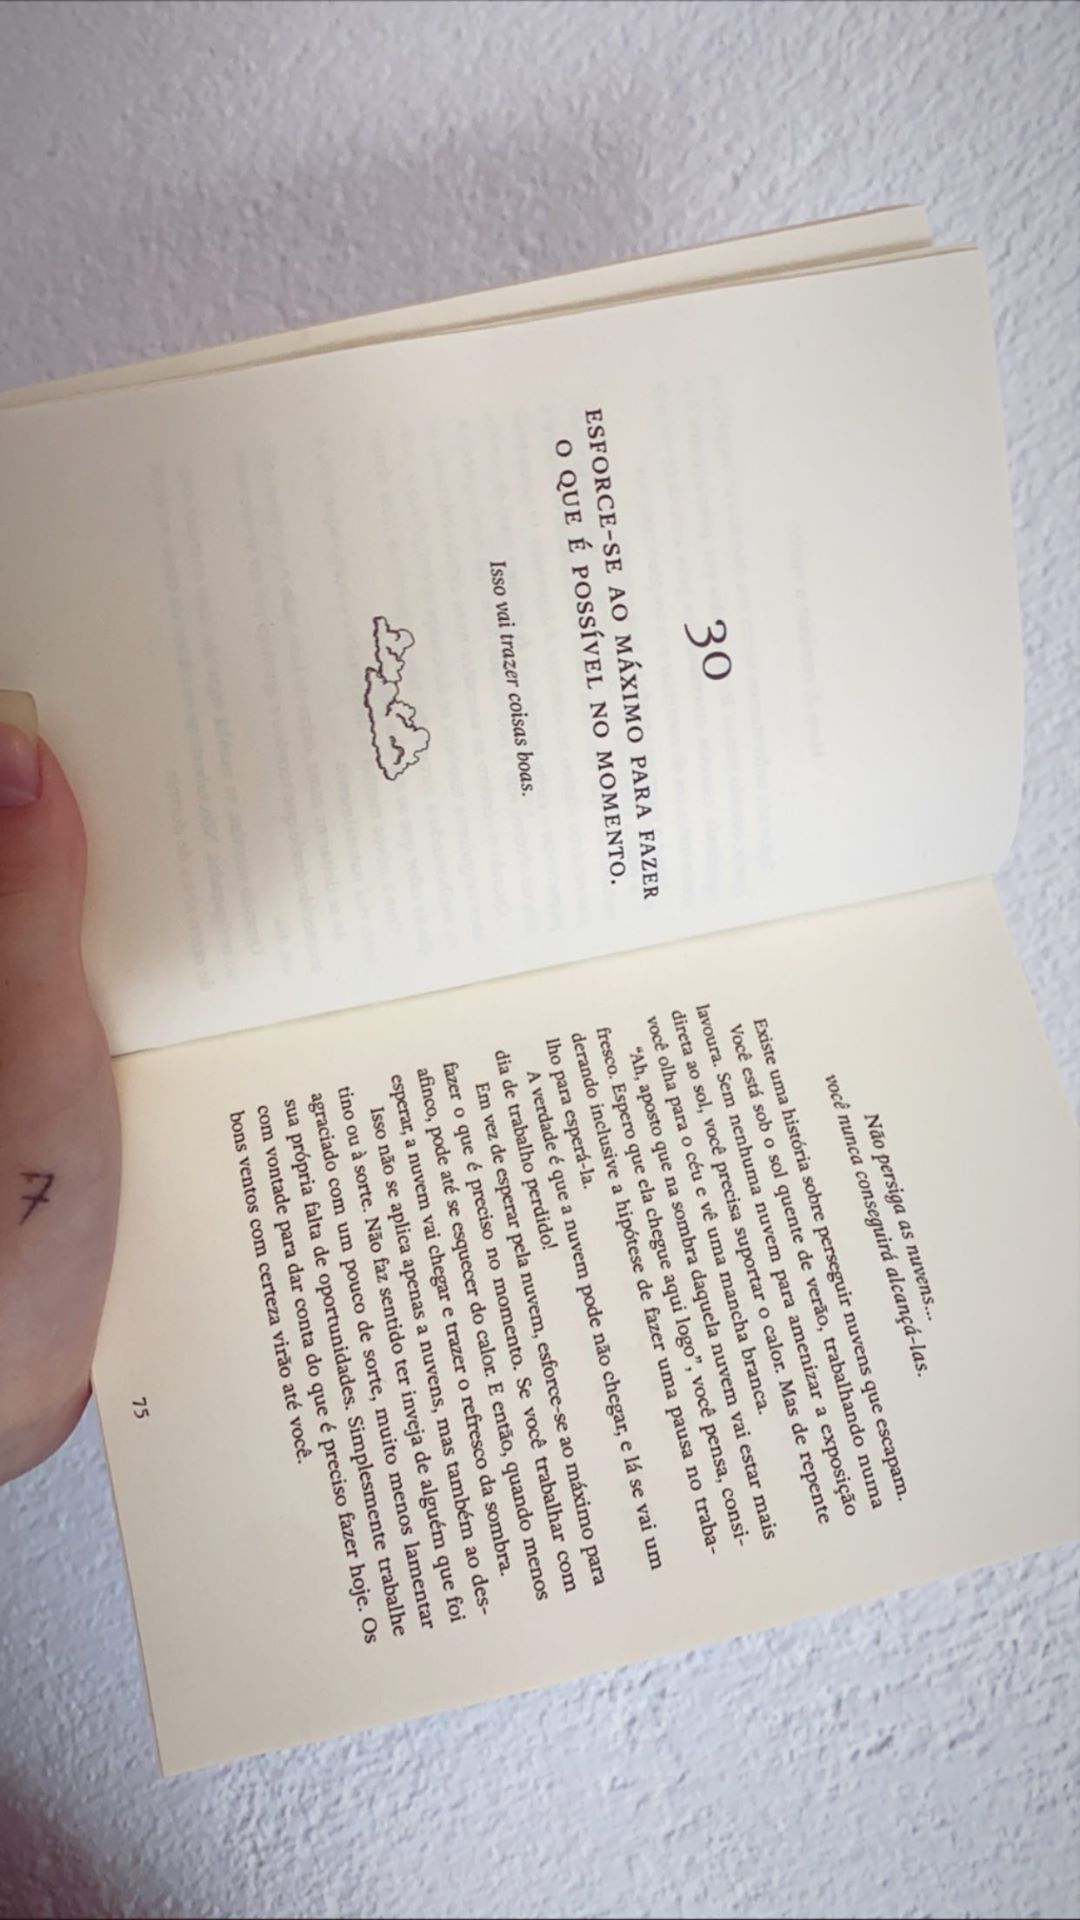 30
ESFORCE-SE AO MÁXIMO PARA FAZER
O QUE É POSSÍVEL NO MOMENTO.
Isso vai trazer coisas boas.
Não persiga as nuvens...
você nunca conseguirá alcançá-las.
Existe uma história sobre perseguir nuvens que escapam.
Você está sob o sol quente de verão, trabalhando numa
lavoura. Sem nenhuma nuvem para amenizar a exposição
direta ao sol, você precisa suportar o calor. Mas de repente
você olha para o céu e vê uma mancha branca.
“Ah, aposto que na sombra daquela nuvem vai estar mais
fresco. Espero que ela chegue aqui logo”, você pensa, consi-
derando inclusive a hipótese de fazer uma pausa no traba-
lho para esperá-la.
A verdade é que a nuvem pode não chegar, e lá se vai um
dia de trabalho perdido!
Em vez de esperar pela nuvem, esforce-se ao máximo para
fazer o que é preciso no momento. Se você trabalhar com
afinco, pode até se esquecer do calor. E então, quando menos
esperar, a nuvem vai chegar e trazer o refresco da sombra.
Isso não se aplica apenas a nuvens, mas também ao des-
tino ou à sorte. Não faz sentido ter inveja de alguém que foi
agraciado com um pouco de sorte, muito menos lamentar
sua própria falta de oportunidades. Simplesmente trabalhe
com vontade para dar conta do que é preciso fazer hoje. Os
bons ventos com certeza virão até você.
75